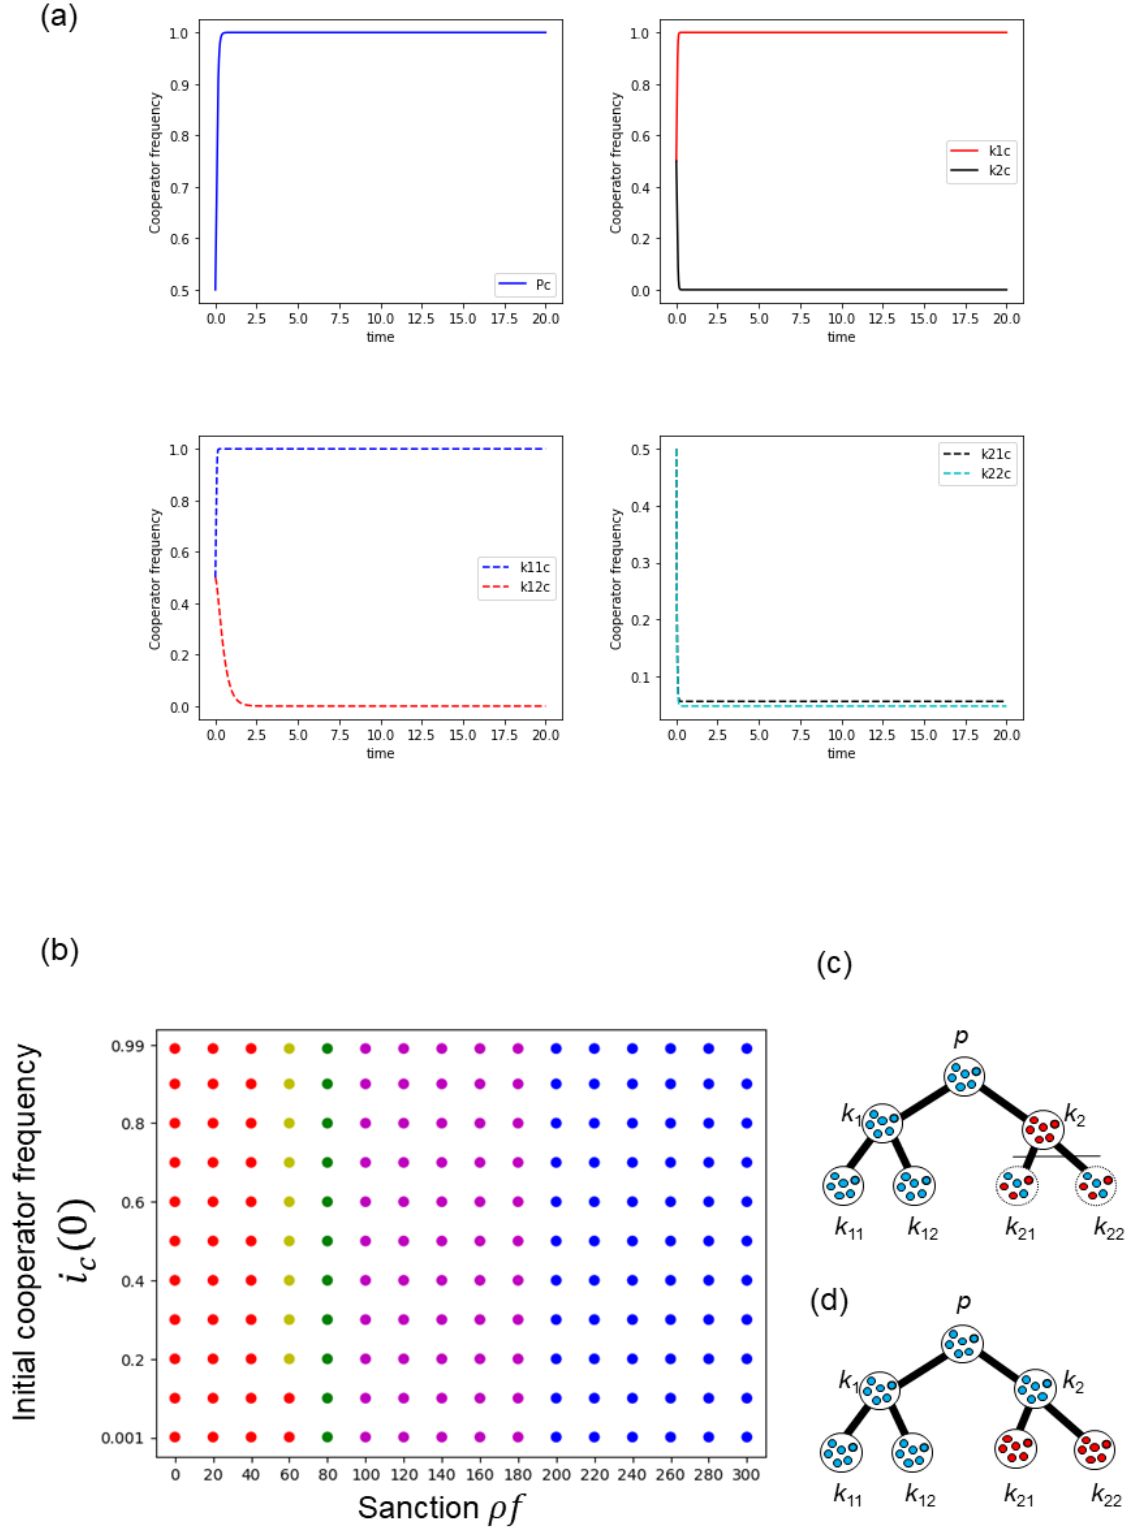 (a)
Cooperator frequency
1.0
0.9
0.8
0.7
0.6
0.5
Pc
0.0 2.5 5.0 7.5 10.0 12.5 15.0 17.5 20.0
time
Cooperator frequency
1.0
0.8
0.6
0.4
0.2
0.0
k1c
k2c
0.0 2.5 5.0 7.5 10.0 12.5 15.0 17.5 20.0
time
Cooperator frequency
1.0
0.8
0.6
0.4
0.2
0.0
k11c
k12c
0.0 2.5 5.0 7.5 10.0 12.5 15.0 17.5 20.0
time
Cooperator frequency
0.5
0.4
0.3
0.2
0.1
k21c
k22c
0.0 2.5 5.0 7.5 10.0 12.5 15.0 17.5 20.0
time
(b)
Initial cooperator frequency
i_c(0)
0.99
0.8
0.6
0.4
0.2
0.001
0 20 40 60 80 100 120 140 160 180 200 220 240 260 280 300
Sanction ρf
(c)
p
k1 k2
k11 k12 k21 k22
(d)
p
k1 k2
k11 k12 k21 k22